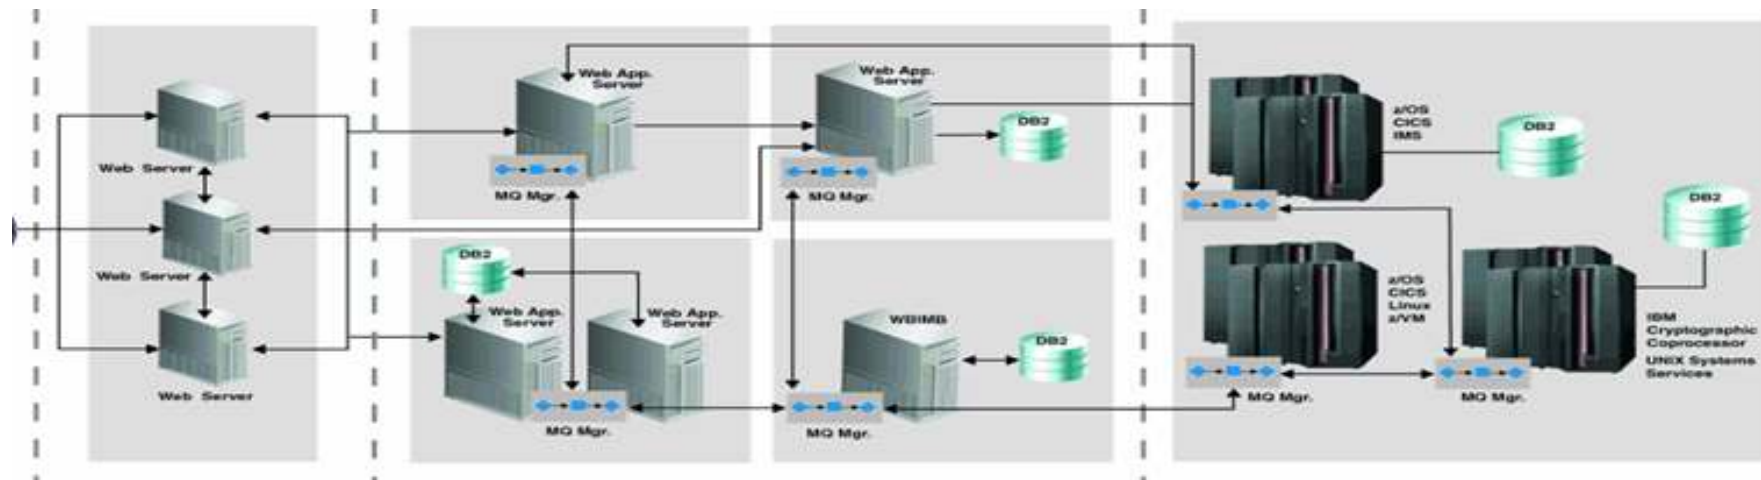 Web Server
Web Server
Web Server
Web App.
Server
MQ Mgr.
Web App.
Server
DB2
MQ Mgr.
DB2
Web App.
Server
Web App.
Server
MQ Mgr.
WBIMB
DB2
MQ Mgr.
z/OS
CICS
IMS
DB2
DB2
z/OS
CICS
Linux
z/VM
MQ Mgr.
IBM
Cryptographic
Coprocessor
UNIX Systems
Services
MQ Mgr.